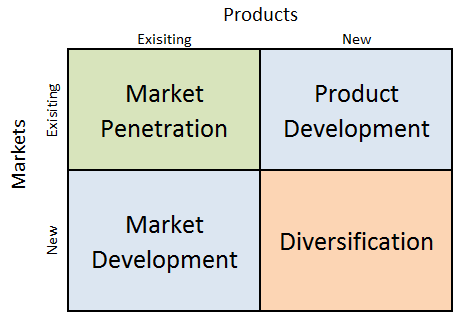 Products
Exisiting
New
Markets
Exisiting
Market
Penetration
Product
Development
New
Market
Development
Diversification